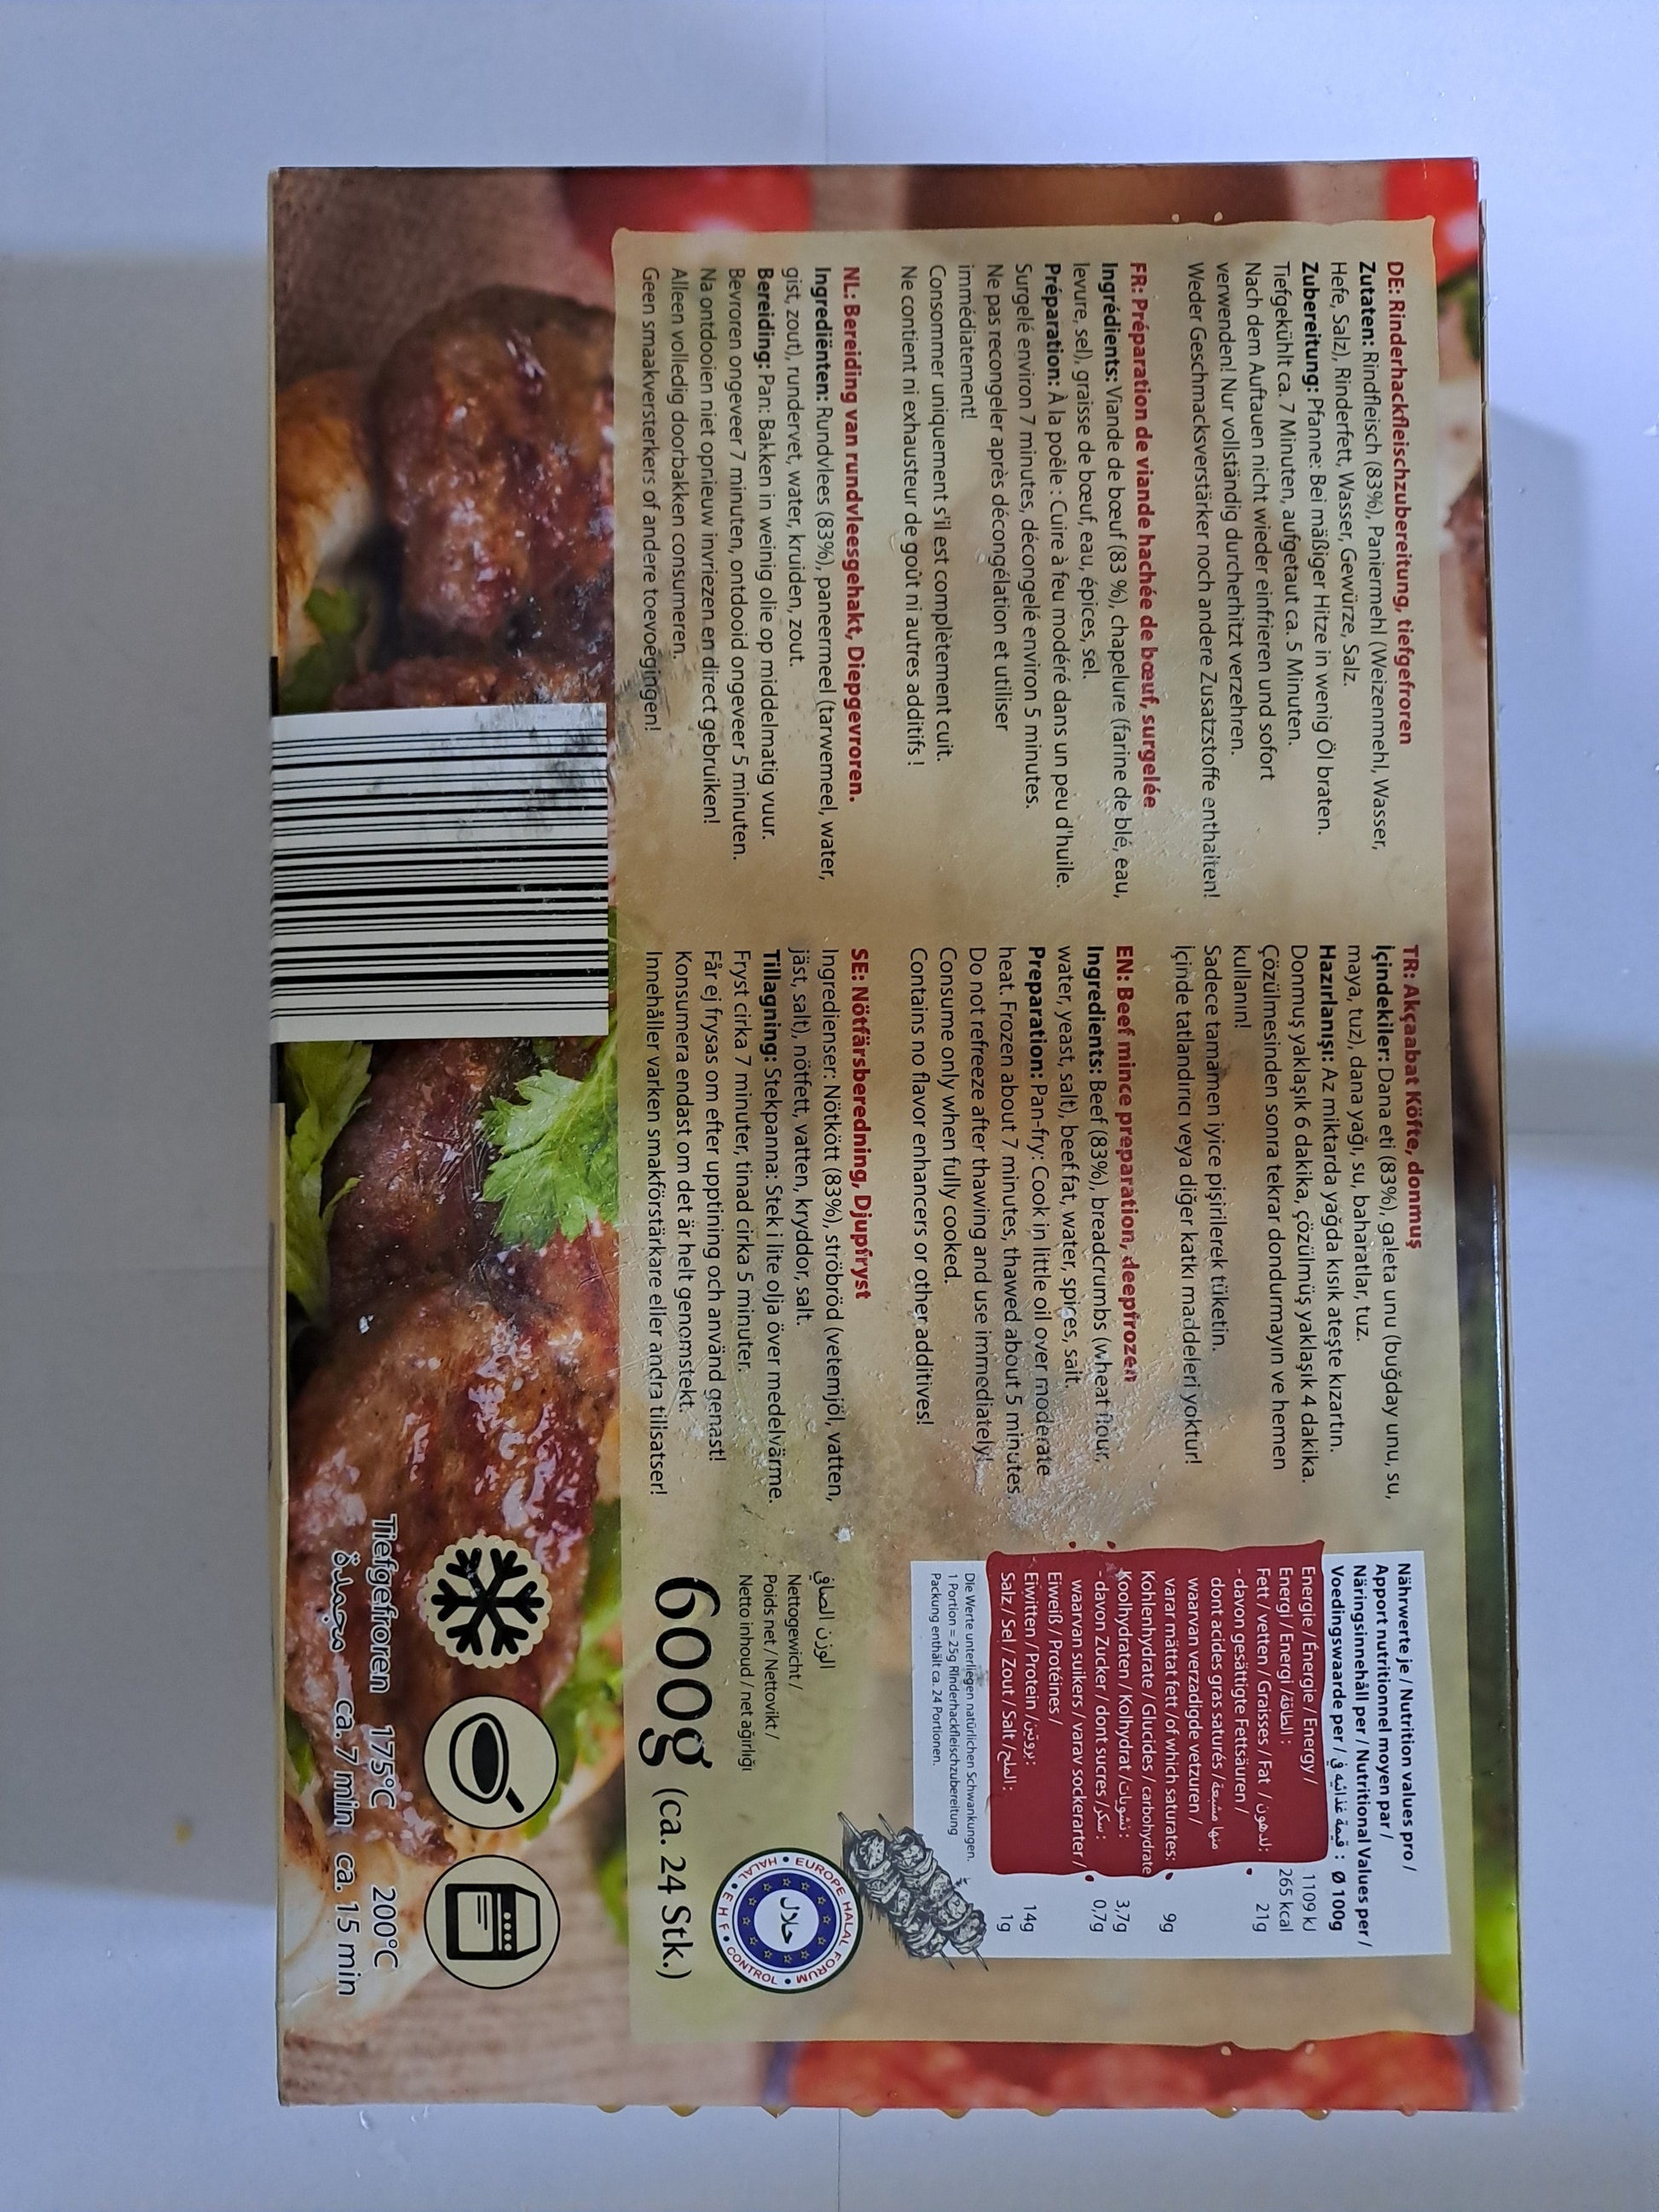 DE: Rinderhackfleischzubereitung, tiefgefroren
Zutaten: Rindfleisch (83%), Paniermehl (Weizenmehl, Wasser,
Hefe, Salz), Rinderfett, Wasser, Gewürze, Salz.
Zubereitung: Pfanne: Bei mäßiger Hitze in wenig Öl braten.
Tiefgekühlt ca. 7 Minuten, aufgetaut ca. 5 Minuten.
Nach dem Auftauen nicht wieder einfrieren und sofort
verwenden! Nur vollständig durcherhitzt verzehren.
Weder Geschmacksverstärker noch andere Zusatzstoffe enthalten!
FR: Préparation de viande hachée de bœuf, surgelée
Ingrédients: Viande de bœuf (83 %), chapelure (farine de blé, eau,
levure, sel), graisse de bœuf, eau, épices, sel.
Préparation: À la poêle : Cuire à feu modéré dans un peu d'huile.
Surgelé environ 7 minutes, décongelé environ 5 minutes.
Ne pas recongeler après décongélation et utiliser
immédiatement!
Consommer uniquement s'il est complètement cuit.
Ne contient ni exhausteur de goût ni autres additifs !
NL: Bereiding van rundvleesgehakt, Diepgevroren.
Ingrediënten: Rundvlees (83%), paneermeel (tarwemeel, water,
gist, zout), rundervet, water, kruiden, zout.
Bereiding: Pan: Bakken in weinig olie op middelmatig vuur.
Bevroren ongeveer 7 minuten, ontdooid ongeveer 5 minuten.
Na ontdooien niet opnieuw invriezen en direct gebruiken!
Alleen volledig doorbakken consumeren.
Geen smaakversterkers of andere toevoegingen!
TR: Akçaabat Köfte, donmuş
İçindekiler: Dana eti (83%), galeta unu (buğday unu, su,
maya, tuz), dana yağı, su, baharatlar, tuz.
Hazırlanışı: Az miktarda yağda kısık ateşte kızartın.
Donmuş yaklaşık 6 dakika, çözülmüş yaklaşık 4 dakika.
Çözülmesinden sonra tekrar dondurmayın ve hemen
kullanın!
Sadece tamamen iyice pişirilerek tüketin.
İçinde tatlandırıcı veya diğer katkı maddeleri yoktur!
EN: Beef mince preparation, deepfrozen
Ingredients: Beef (83%), breadcrumbs (wheat flour,
water, yeast, salt), beef fat, water, spices, salt.
Preparation: Pan-fry: Cook in little oil over moderate
heat. Frozen about 7 minutes, thawed about 5 minutes.
Do not refreeze after thawing and use immediately!
Consume only when fully cooked.
Contains no flavor enhancers or other additives!
SE: Nötfärsberedning, Djupfryst
Ingredienser: Nötkött (83%), ströbröd (vetemjöl, vatten,
jäst, salt), nötfett, vatten, kryddor, salt.
Tillagning: Stekpanna: Stek i lite olja över medelvärme.
Fryst cirka 7 minuter, tinad cirka 5 minuter.
Får ej frysas om efter upptining och använd genast!
Konsumera endast om det är helt genomstekt.
Innehåller varken smakförstärkare eller andra tillsatser!
Nährwerte je / Nutrition values pro /
Apport nutritionnel moyen par /
Näringsinnehåll per / Nutritional Values per /
Voedingswaarde per / قيمة غذائية في : Ø 100g
Energie / Énergie / Energy / 1109 kJ
Energi / Energi / الطاقة : 265 kcal
Fett / vetten / Graisses / Fat / لدهون : 21g
- davon gesättigte Fettsäuren /
dont acides gras saturés / منها مشبعة
waarvan verzadigde vetzuren /
varar mättat fett /of which saturates: 9g
Kohlenhydrate / Glucides / carbohydrate
Koolhydraten / Kolhydrat / نشويات : 3,7g
- davon Zucker / dont sucres / سكر : 0,7g
waarvan suikers / varav sockerarter /
Eiweiß / Protéines /
Eiwitten / Protein / بروتين : 14g
Salz / Sel / Zout / Salt / الملح : 1g
Die Werte unterliegen natürlichen Schwankungen.
1 Portion = 25g Rinderhackfleischzubereitung
Packung enthält ca. 24 Portionen.
الوزن الصافي
Nettogewicht /
Poids net / Nettovikt /
Netto inhoud / net ağırlığı
600g (ca. 24 Stk.)
EUROPE HALAL FORUM • CONTROL • E H F • HALAL •
حلال
Tiefgefroren 175°C 200°C
مجمدة ca. 7 min ca. 15 min